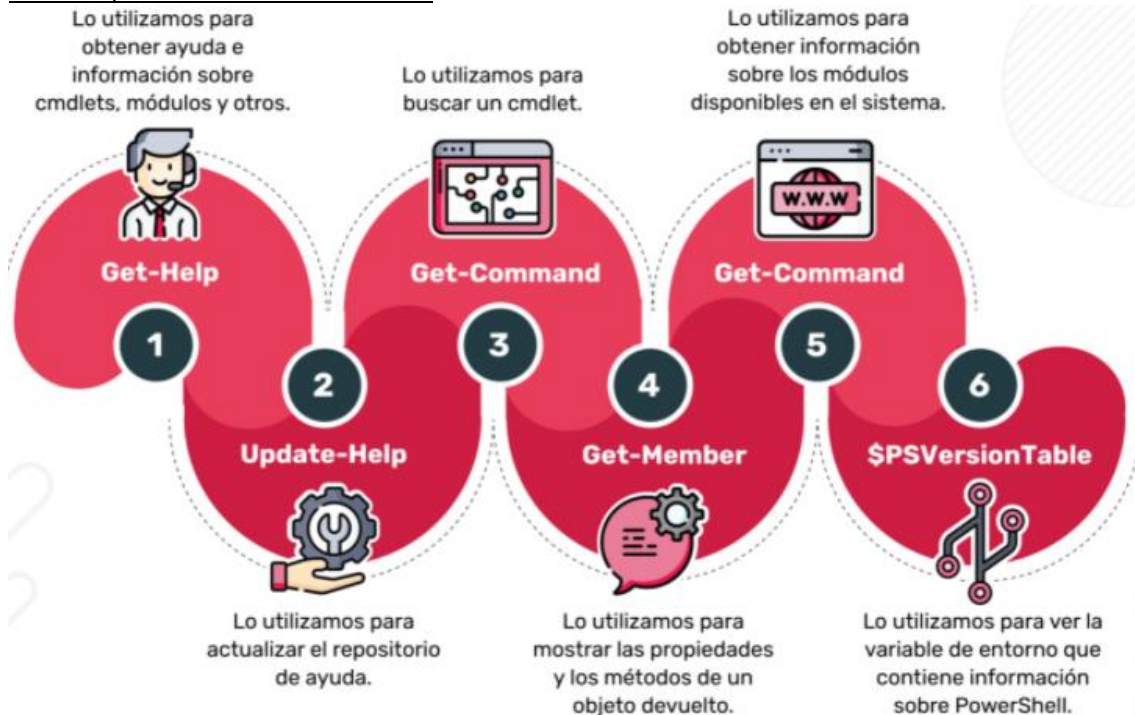 Lo utilizamos para
obtener ayuda e
información sobre
cmdlets, módulos y otros.
Get-Help
1
2
Update-Help
Lo utilizamos para
actualizar el repositorio
de ayuda.
Lo utilizamos para
buscar un cmdlet.
Get-Command
3
4
Get-Member
Lo utilizamos para
mostrar las propiedades
y los métodos de un
objeto devuelto.
Lo utilizamos para
obtener información
sobre los módulos
disponibles en el sistema.
W.W.W
Get-Command
5
6
$PSVersionTable
Lo utilizamos para ver la
variable de entorno que
contiene información
sobre PowerShell.